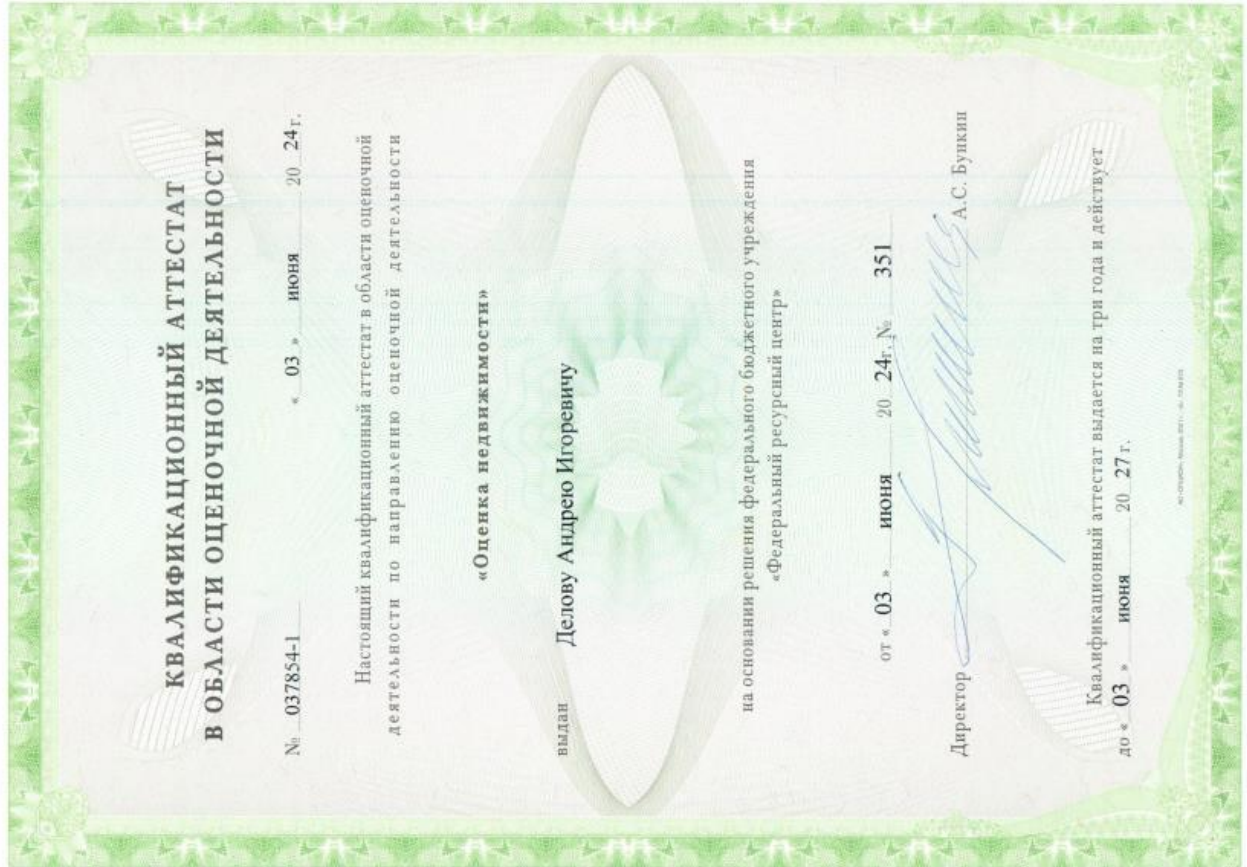 КВАЛИФИКАЦИОННЫЙ АТТЕСТАТ
В ОБЛАСТИ ОЦЕНОЧНОЙ ДЕЯТЕЛЬНОСТИ
№ 037854-1 « 03 » июня 20 24 г.
Настоящий квалификационный аттестат в области оценочной
деятельности по направлению оценочной деятельности
«Оценка недвижимости»
выдан Делову Андрею Игоревичу
на основании решения федерального бюджетного учреждения
«Федеральный ресурсный центр»
от « 03 » июня 20 24г. № 351
Директор А.С. Бункин
Квалификационный аттестат выдается на три года и действует
до « 03 » июня 20 27 г.